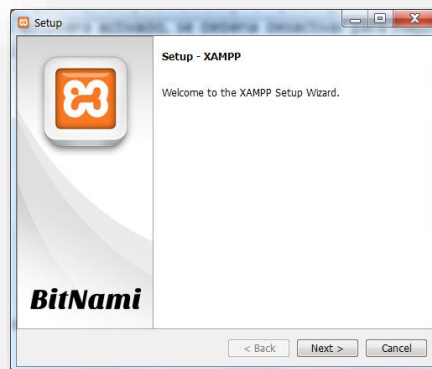 Setup
Setup - XAMPP
Welcome to the XAMPP Setup Wizard.
BitNami
< Back
Next >
Cancel